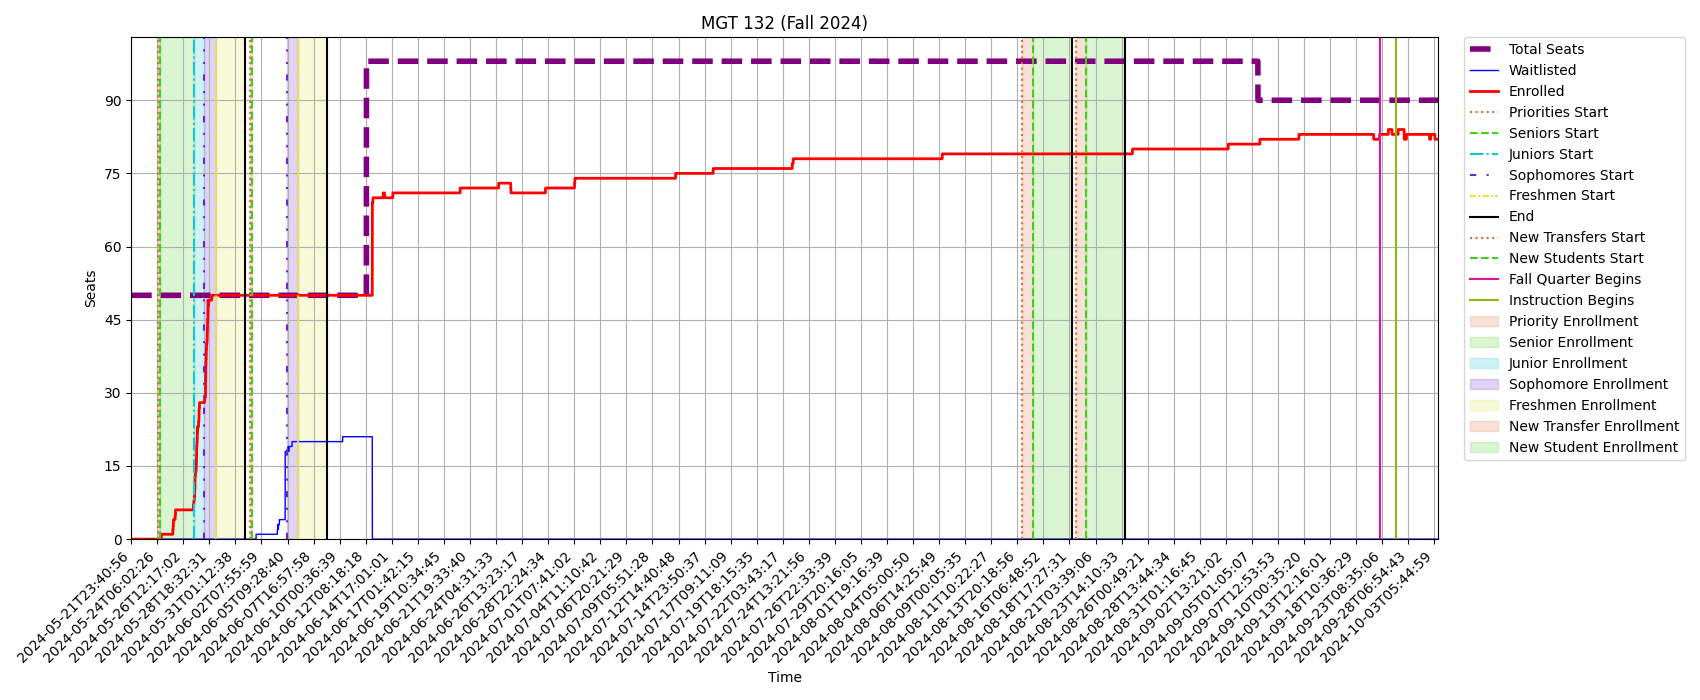 MGT 132 (Fall 2024)
Seats
90
75
60
45
30
15
0
2024-05-21T23:40:56
2024-05-24T06:02:26
2024-05-26T12:17:02
2024-05-28T18:32:31
2024-05-31T01:12:38
2024-06-02T07:55:59
2024-06-05T09:28:40
2024-06-07T16:57:58
2024-06-10T00:36:39
2024-06-12T08:18:18
2024-06-14T17:01:01
2024-06-17T01:42:15
2024-06-19T10:34:45
2024-06-21T19:33:40
2024-06-24T04:31:33
2024-06-26T13:23:17
2024-06-28T22:24:34
2024-07-01T07:41:02
2024-07-04T11:10:42
2024-07-06T20:21:29
2024-07-09T05:51:28
2024-07-12T14:40:48
2024-07-14T23:50:37
2024-07-17T09:11:09
2024-07-19T18:15:35
2024-07-22T03:43:17
2024-07-24T13:21:56
2024-07-26T22:33:39
2024-07-29T20:16:05
2024-08-01T19:16:39
2024-08-04T05:00:50
2024-08-06T14:25:49
2024-08-09T00:05:35
2024-08-11T10:22:27
2024-08-13T20:18:56
2024-08-16T06:48:52
2024-08-18T17:27:31
2024-08-21T03:39:06
2024-08-23T14:10:33
2024-08-26T00:49:21
2024-08-28T13:44:34
2024-08-31T01:16:45
2024-09-02T13:21:02
2024-09-05T01:05:07
2024-09-07T12:53:53
2024-09-10T00:35:20
2024-09-13T12:16:01
2024-09-18T10:36:29
2024-09-23T08:35:06
2024-09-28T06:54:43
2024-10-03T05:44:59
Time
Total Seats
Waitlisted
Enrolled
Priorities Start
Seniors Start
Juniors Start
Sophomores Start
Freshmen Start
End
New Transfers Start
New Students Start
Fall Quarter Begins
Instruction Begins
Priority Enrollment
Senior Enrollment
Junior Enrollment
Sophomore Enrollment
Freshmen Enrollment
New Transfer Enrollment
New Student Enrollment